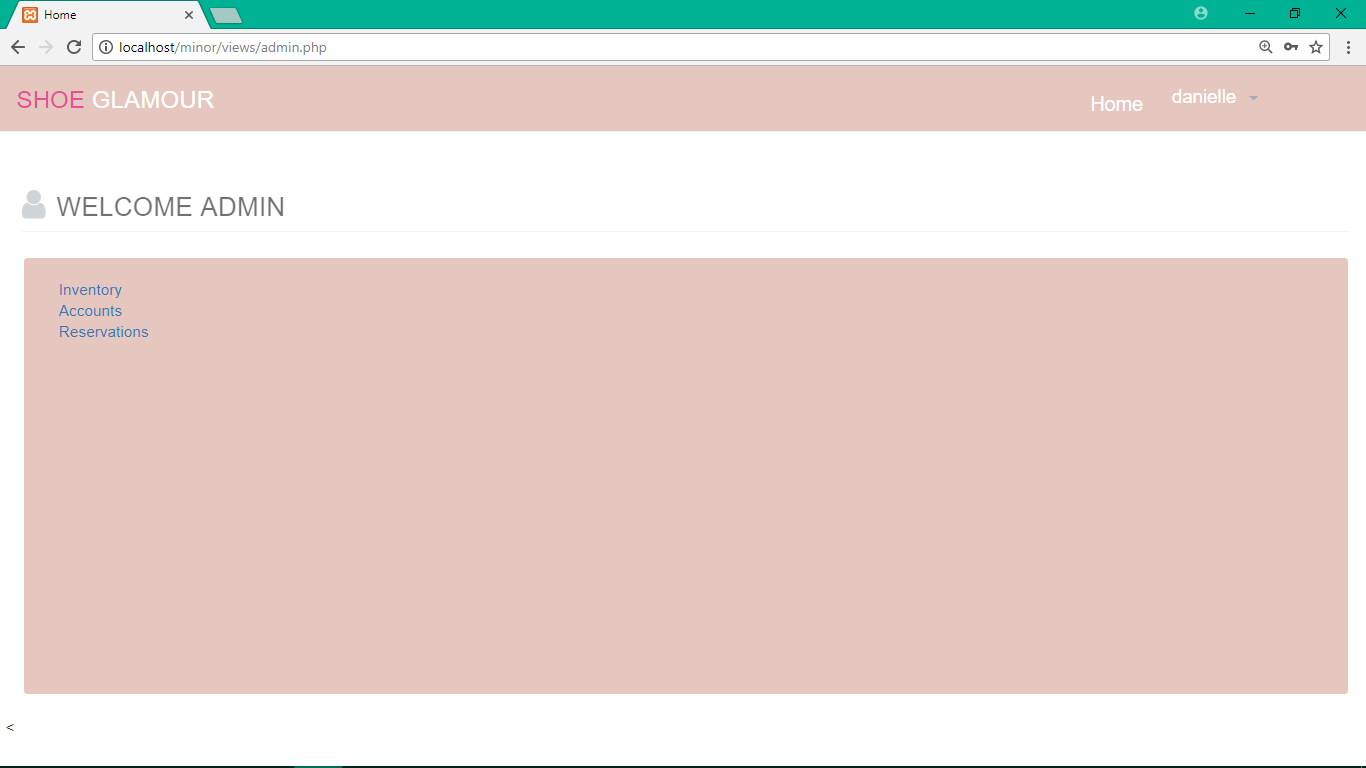 Home
localhost/minor/views/admin.php
SHOE GLAMOUR
Home
danielle
WELCOME ADMIN
Inventory
Accounts
Reservations
<